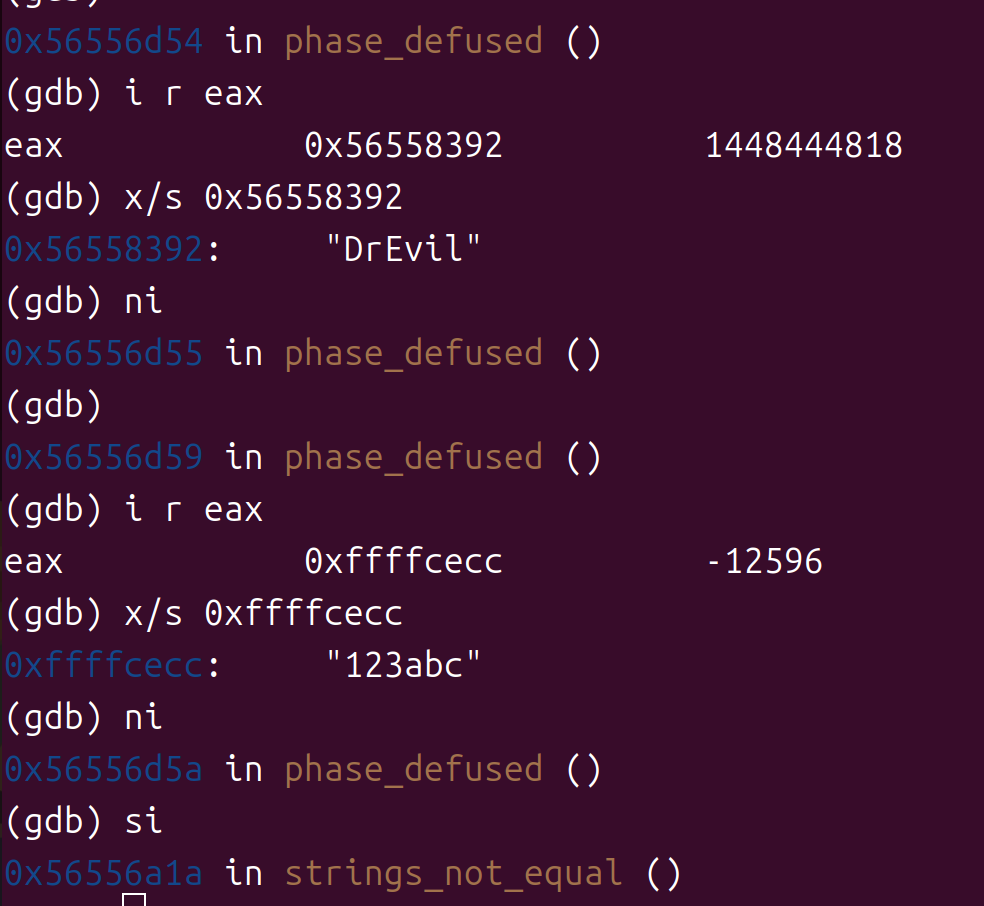 0x56556d54 in phase_defused ()
(gdb) i r eax
eax            0x56558392          1448444818
(gdb) x/s 0x56558392
0x56558392:     "DrEvil"
(gdb) ni
0x56556d55 in phase_defused ()
(gdb)
0x56556d59 in phase_defused ()
(gdb) i r eax
eax            0xffffcecc          -12596
(gdb) x/s 0xffffcecc
0xffffcecc:     "123abc"
(gdb) ni
0x56556d5a in phase_defused ()
(gdb) si
0x56556a1a in strings_not_equal ()